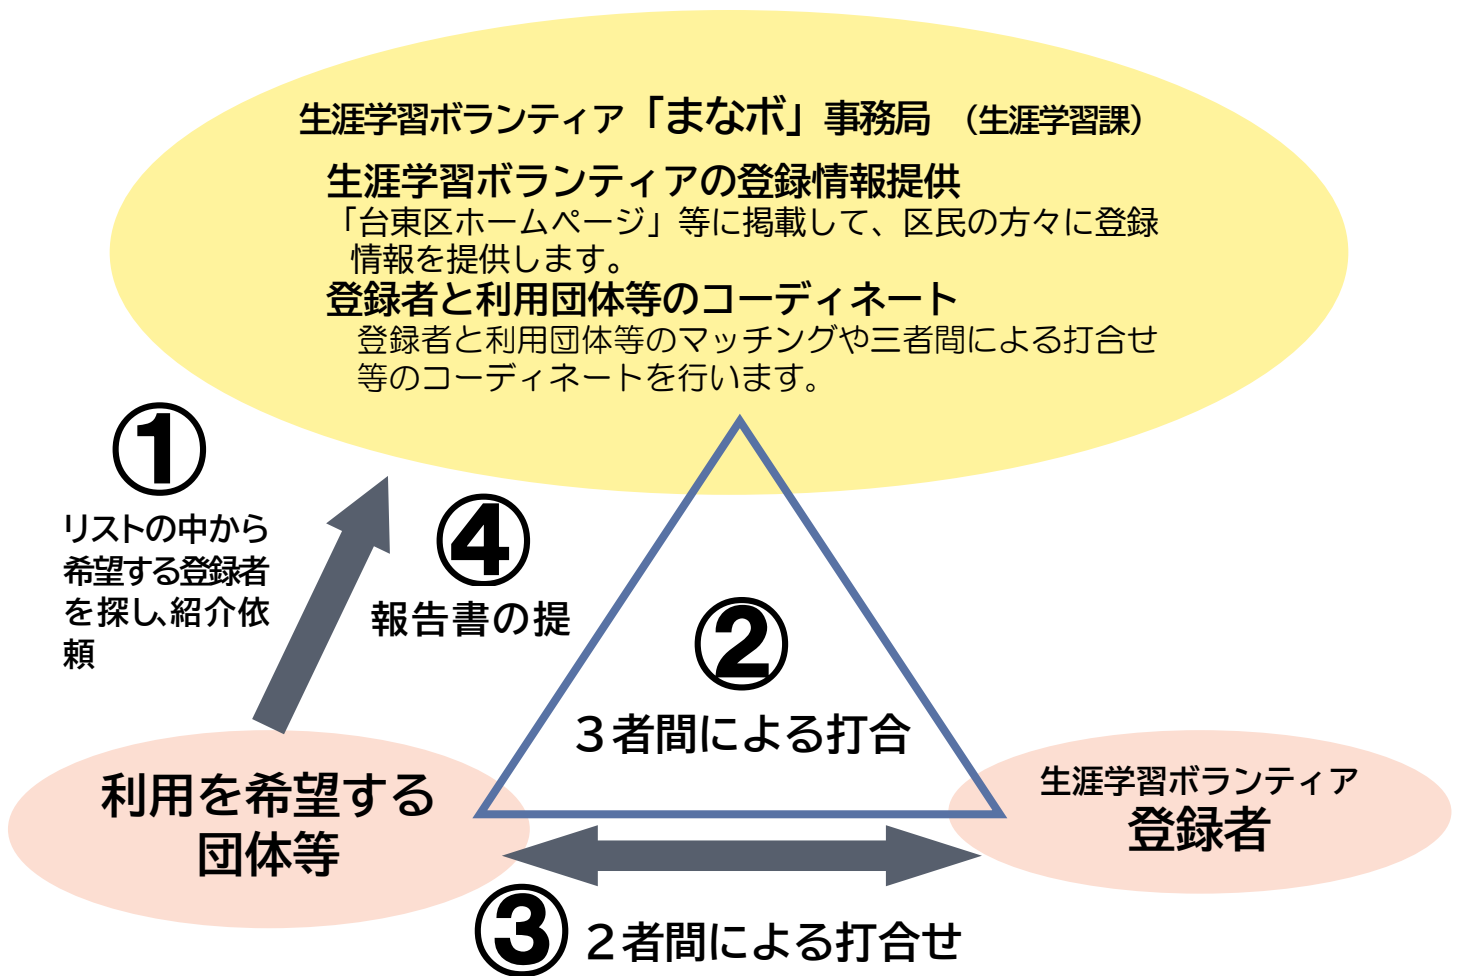 生涯学習ボランティア「まなボ」事務局 （生涯学習課）
生涯学習ボランティアの登録情報提供
「台東区ホームページ」等に掲載して、区民の方々に登録
情報を提供します。
登録者と利用団体等のコーディネート
登録者と利用団体等のマッチングや三者間による打合せ
等のコーディネートを行います。
①
リストの中から
希望する登録者
を探し、紹介依
頼
④
報告書の提
②
３者間による打合
利用を希望する
団体等
生涯学習ボランティア
登録者
③
２者間による打合せ